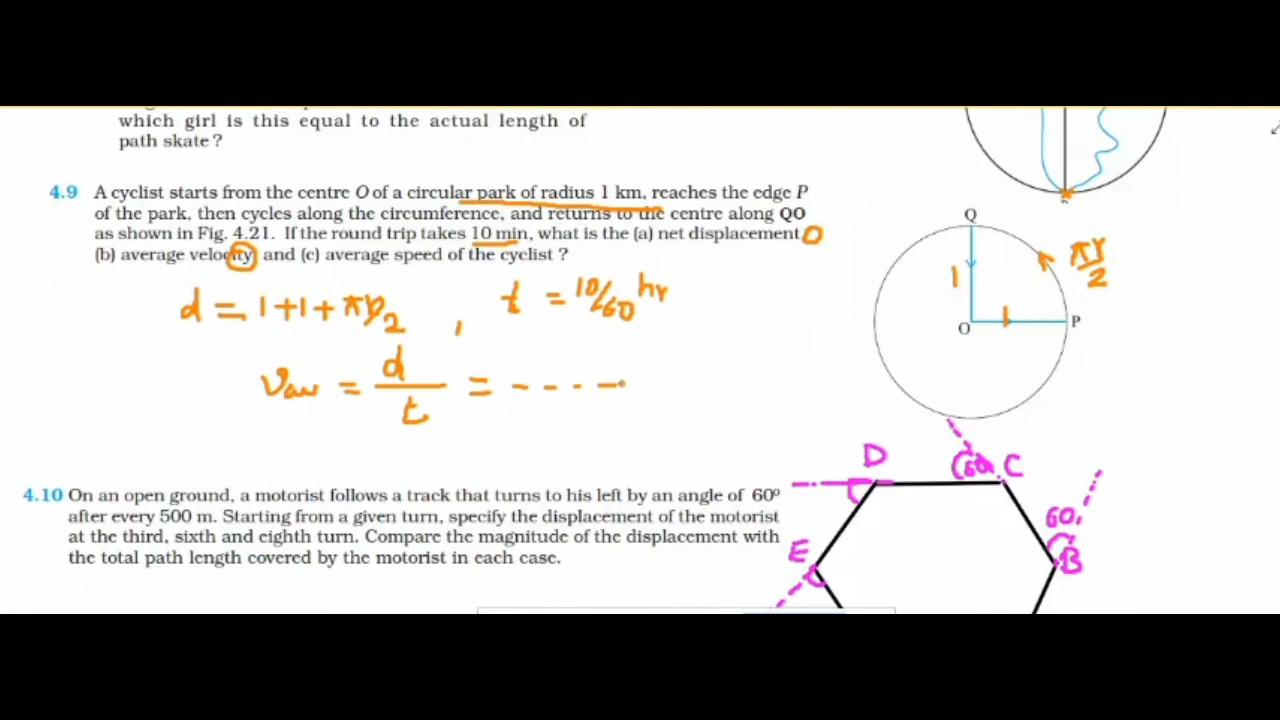 which girl is this equal to the actual length of
path skate ?
4.9 A cyclist starts from the centre O of a circular park of radius 1 km, reaches the edge P
of the park, then cycles along the circumference, and returns to the centre along QO
as shown in Fig. 4.21. If the round trip takes 10 min, what is the (a) net displacement 0
(b) average velocity, and (c) average speed of the cyclist ?
d = 1+1+ πr/2 , t = 10/60 hr
Vav = d/t = - - - - -
Q
πr/2
1
O
1
P
4.10 On an open ground, a motorist follows a track that turns to his left by an angle of 60º
after every 500 m. Starting from a given turn, specify the displacement of the motorist
at the third, sixth and eighth turn. Compare the magnitude of the displacement with
the total path length covered by the motorist in each case.
D
60
C
60
E
B